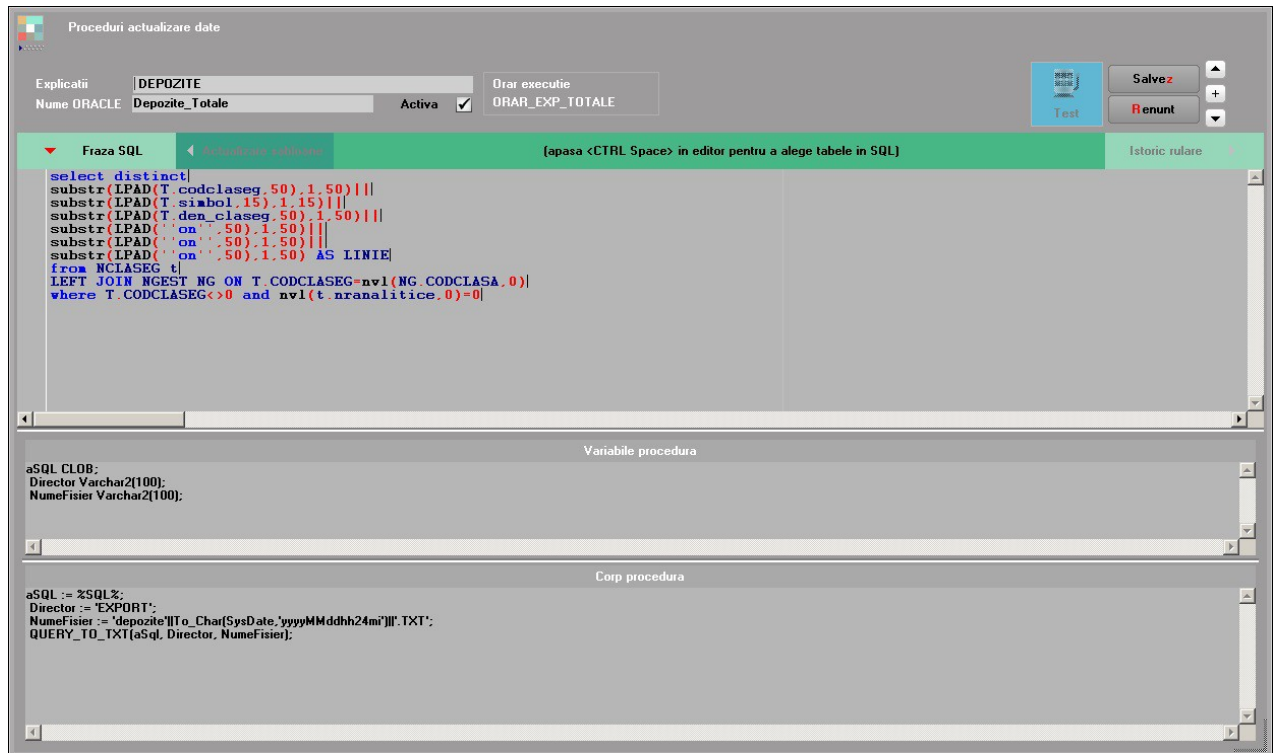 Proceduri actualizare date
Explicatii DEPOZITE Orar executie
Nume ORACLE Depozite_Totale Activa ORAR_EXP_TOTALE
Test
Salvez
Renunt
Fraza SQL Actualizare sabloane (apasa <CTRL Space> in editor pentru a alege tabele in SQL) Istoric rulare
select distinct
substr(LPAD(T.codclaseg,50),1,50)||
substr(LPAD(T.simbol,15),1,15)||
substr(LPAD(T.den_claseg,50),1,50)||
substr(LPAD(''on'',50),1,50)||
substr(LPAD(''on'',50),1,50)||
substr(LPAD(''on'',50),1,50) AS LINIE
from NCLASEG t
LEFT JOIN NGEST NG ON T.CODCLASEG=nvl(NG.CODCLASA,0)
where T.CODCLASEG<>0 and nvl(t.nranalitice,0)=0
Variabile procedura
aSQL CLOB;
Director Varchar2(100);
NumeFisier Varchar2(100);
Corp procedura
aSQL := %SQL%;
Director := 'EXPORT';
NumeFisier := 'depozite'||To_Char(SysDate,'yyyyMMddhh24mi')||'.TXT';
QUERY_TO_TXT(aSql, Director, NumeFisier);